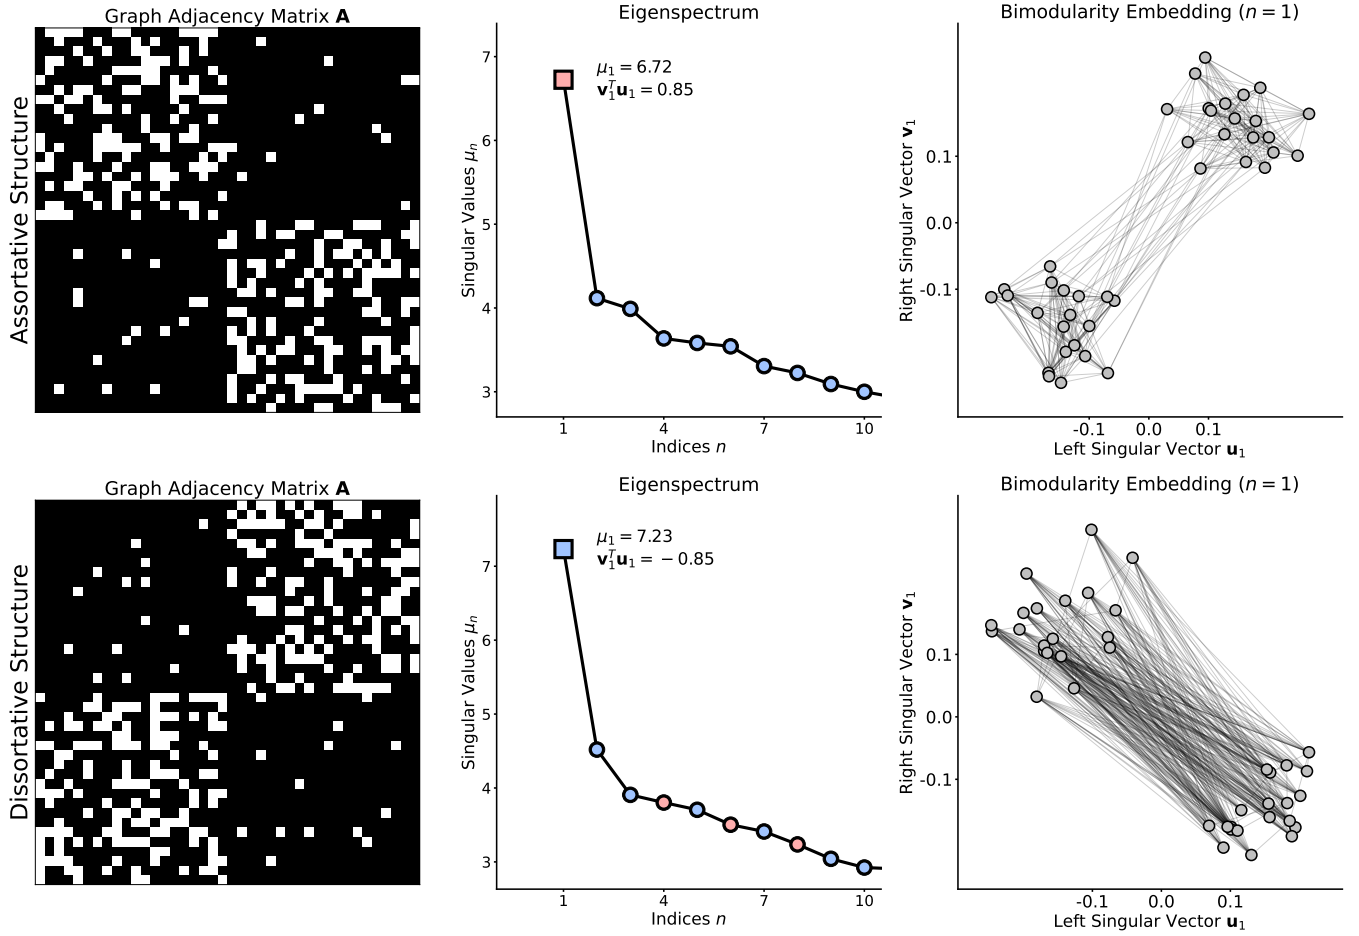 Graph Adjacency Matrix A
Assortative Structure
Eigenspectrum
μ₁ = 6.72
v₁ᵀu₁ = 0.85
Singular Values μₙ
7
6
5
4
3
1
4
7
10
Indices n
Bimodularity Embedding (n = 1)
Right Singular Vector v₁
0.1
0.0
-0.1
-0.1
0.0
0.1
Left Singular Vector u₁
Graph Adjacency Matrix A
Dissortative Structure
Eigenspectrum
μ₁ = 7.23
v₁ᵀu₁ = −0.85
Singular Values μₙ
7
6
5
4
3
1
4
7
10
Indices n
Bimodularity Embedding (n = 1)
Right Singular Vector v₁
0.1
0.0
-0.1
-0.1
0.0
0.1
Left Singular Vector u₁